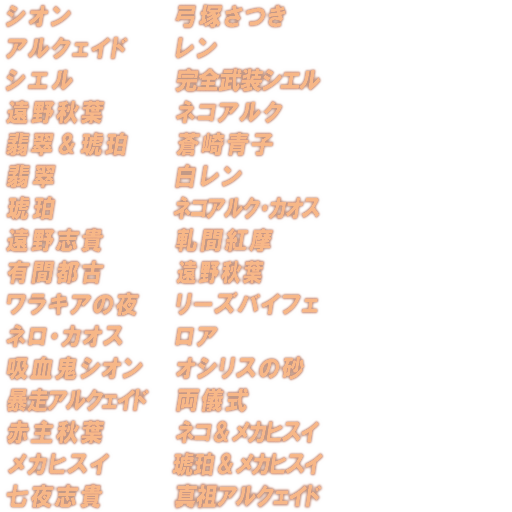 シオン
アルクェイド
シエル
遠野秋葉
翡翠＆琥珀
翡翠
琥珀
遠野志貴
有間都古
ワラキアの夜
ネロ・カオス
吸血鬼シオン
暴走アルクェイド
赤主秋葉
メカヒスイ
七夜志貴
弓塚さつき
レン
完全武装シエル
ネコアルク
蒼崎青子
白レン
ネコアルク・カオス
軋間紅摩
遠野秋葉
リーズバイフェ
ロア
オシリスの砂
両儀式
ネコ＆メカヒスイ
琥珀＆メカヒスイ
真祖アルクェイド